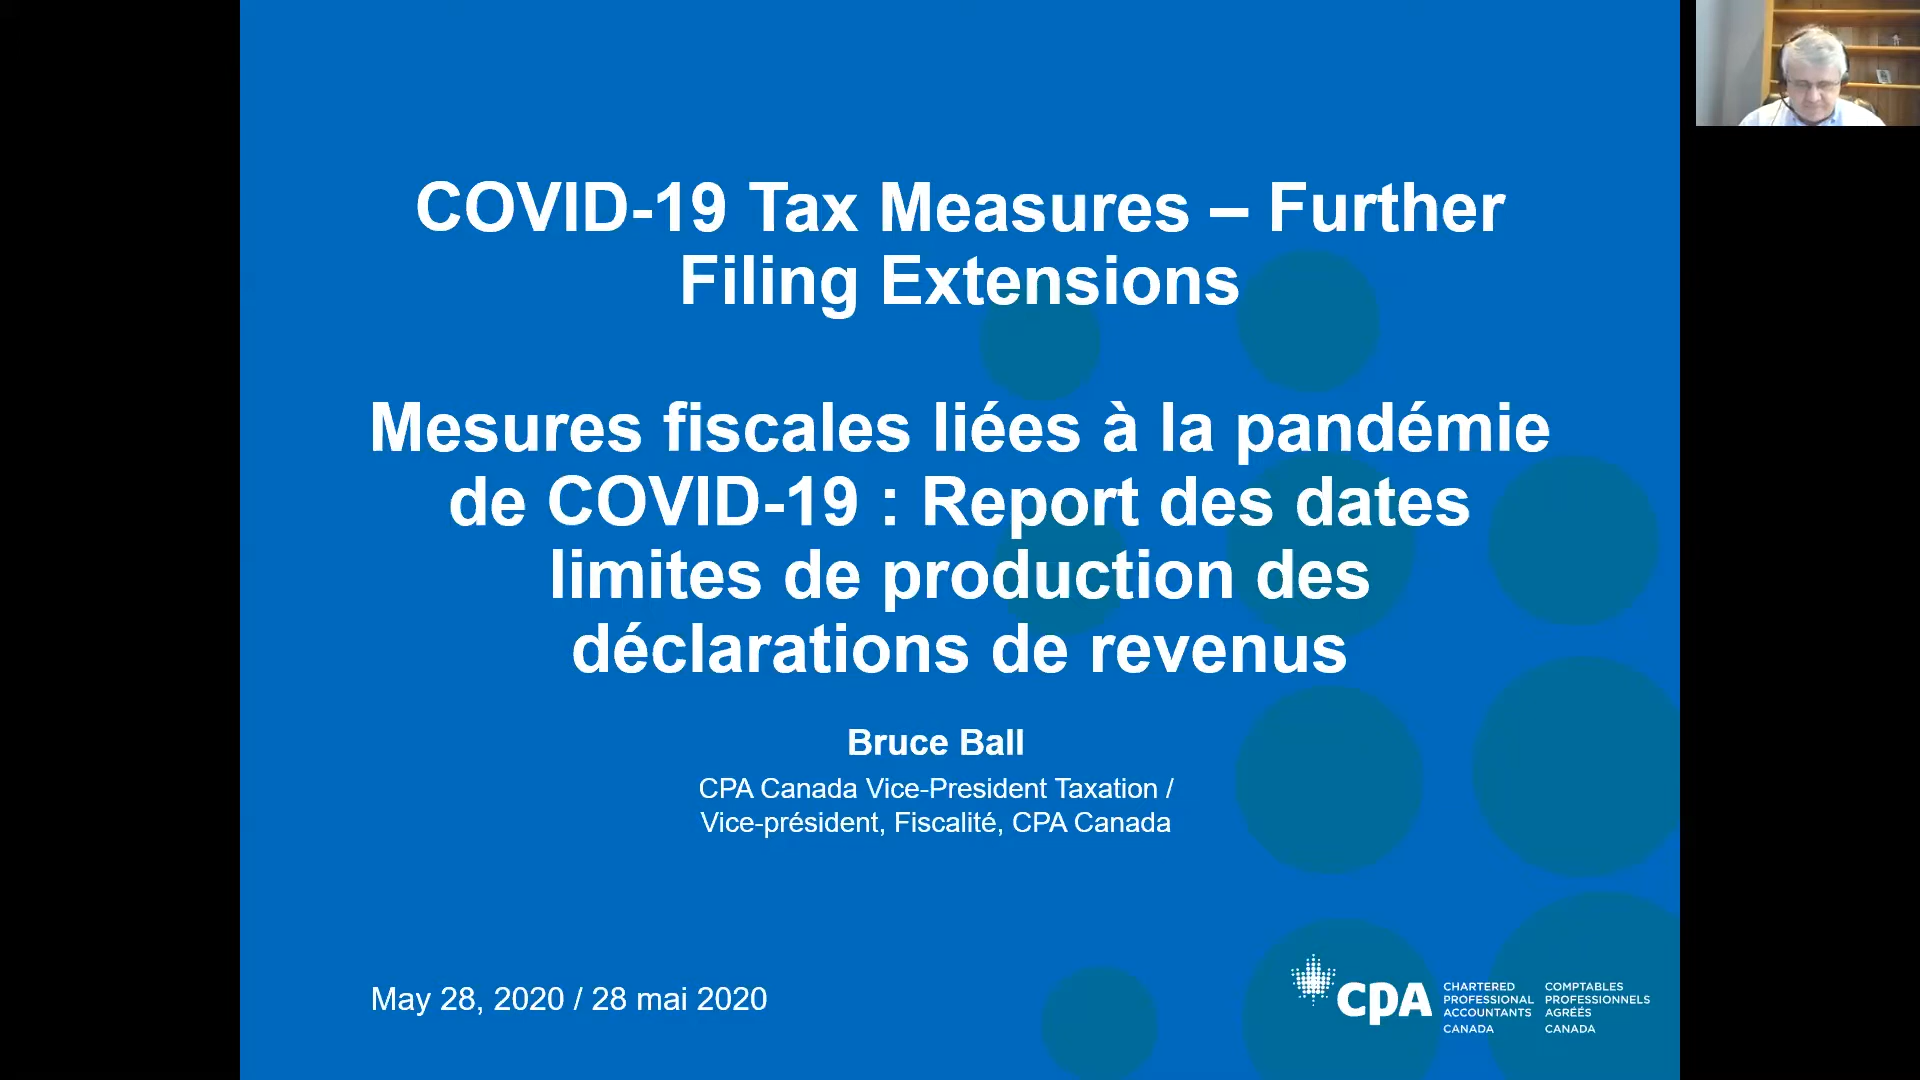 COVID-19 Tax Measures – Further
Filing Extensions
Mesures fiscales liées à la pandémie
de COVID-19 : Report des dates
limites de production des
déclarations de revenus
Bruce Ball
CPA Canada Vice-President Taxation /
Vice-président, Fiscalité, CPA Canada
May 28, 2020 / 28 mai 2020
CPA
CHARTERED
PROFESSIONAL
ACCOUNTANTS
CANADA
COMPTABLES
PROFESSIONNELS
AGRÉÉS
CANADA